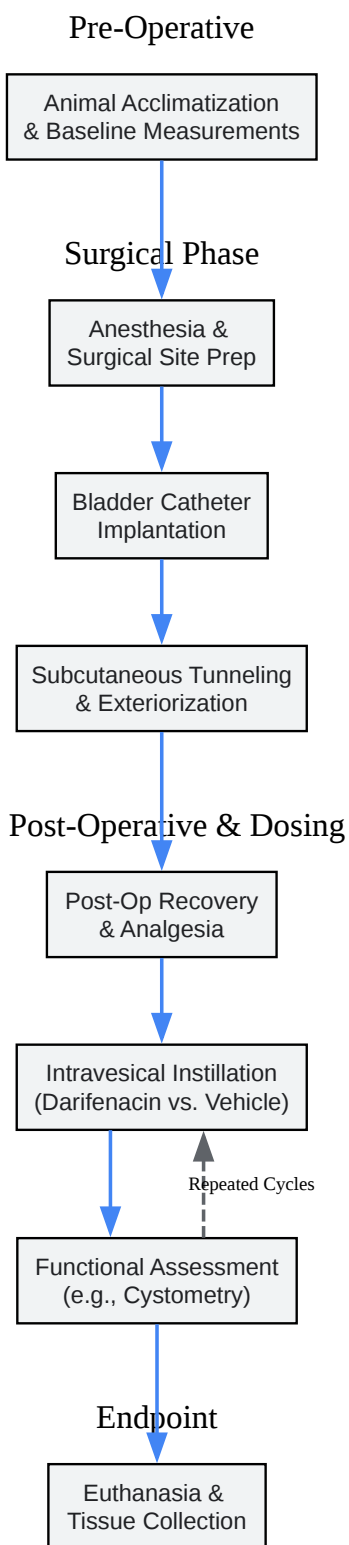 Pre-Operative
Animal Acclimatization
& Baseline Measurements
Surgical Phase
Anesthesia &
Surgical Site Prep
Bladder Catheter
Implantation
Subcutaneous Tunneling
& Exteriorization
Post-Operative & Dosing
Post-Op Recovery
& Analgesia
Intravesical Instillation
(Darifenacin vs. Vehicle)
Repeated Cycles
Functional Assessment
(e.g., Cystometry)
Endpoint
Euthanasia &
Tissue Collection